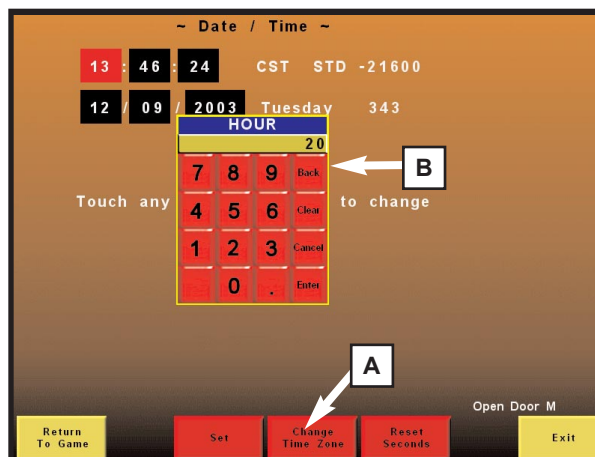 ~ Date / Time ~
13 : 46 : 24 CST STD -21600
12 / 09 / 2003 Tuesday 343
HOUR
20
7 8 9 Back
B
Touch any to change
4 5 6 Clear
1 2 3 Cancel
0 . Enter
A
Open Door M
Return To Game
Set
Change Time Zone
Reset Seconds
Exit